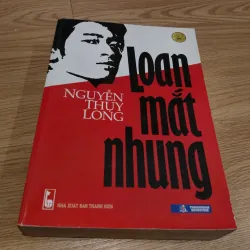 Loan
NGUYỄN
THỤY
LONG
mắt
nhung
NHÀ XUẤT BẢN THANH NIÊN